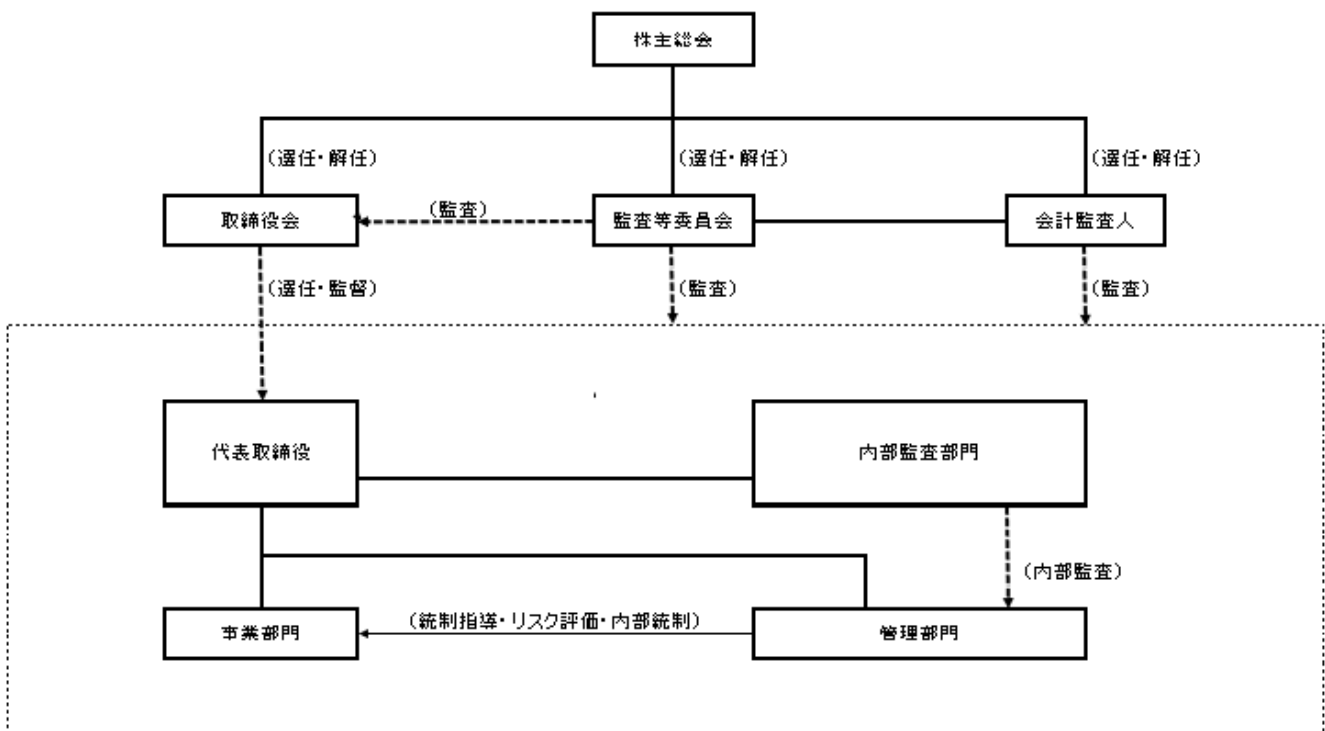 株主総会
(選任・解任)
(選任・解任)
(選任・解任)
取締役会
(監査)
監査等委員会
会計監査人
(選任・監督)
(監査)
(監査)
代表取締役
内部監査部門
(内部監査)
事業部門
(統制指導・リスク評価・内部統制)
管理部門